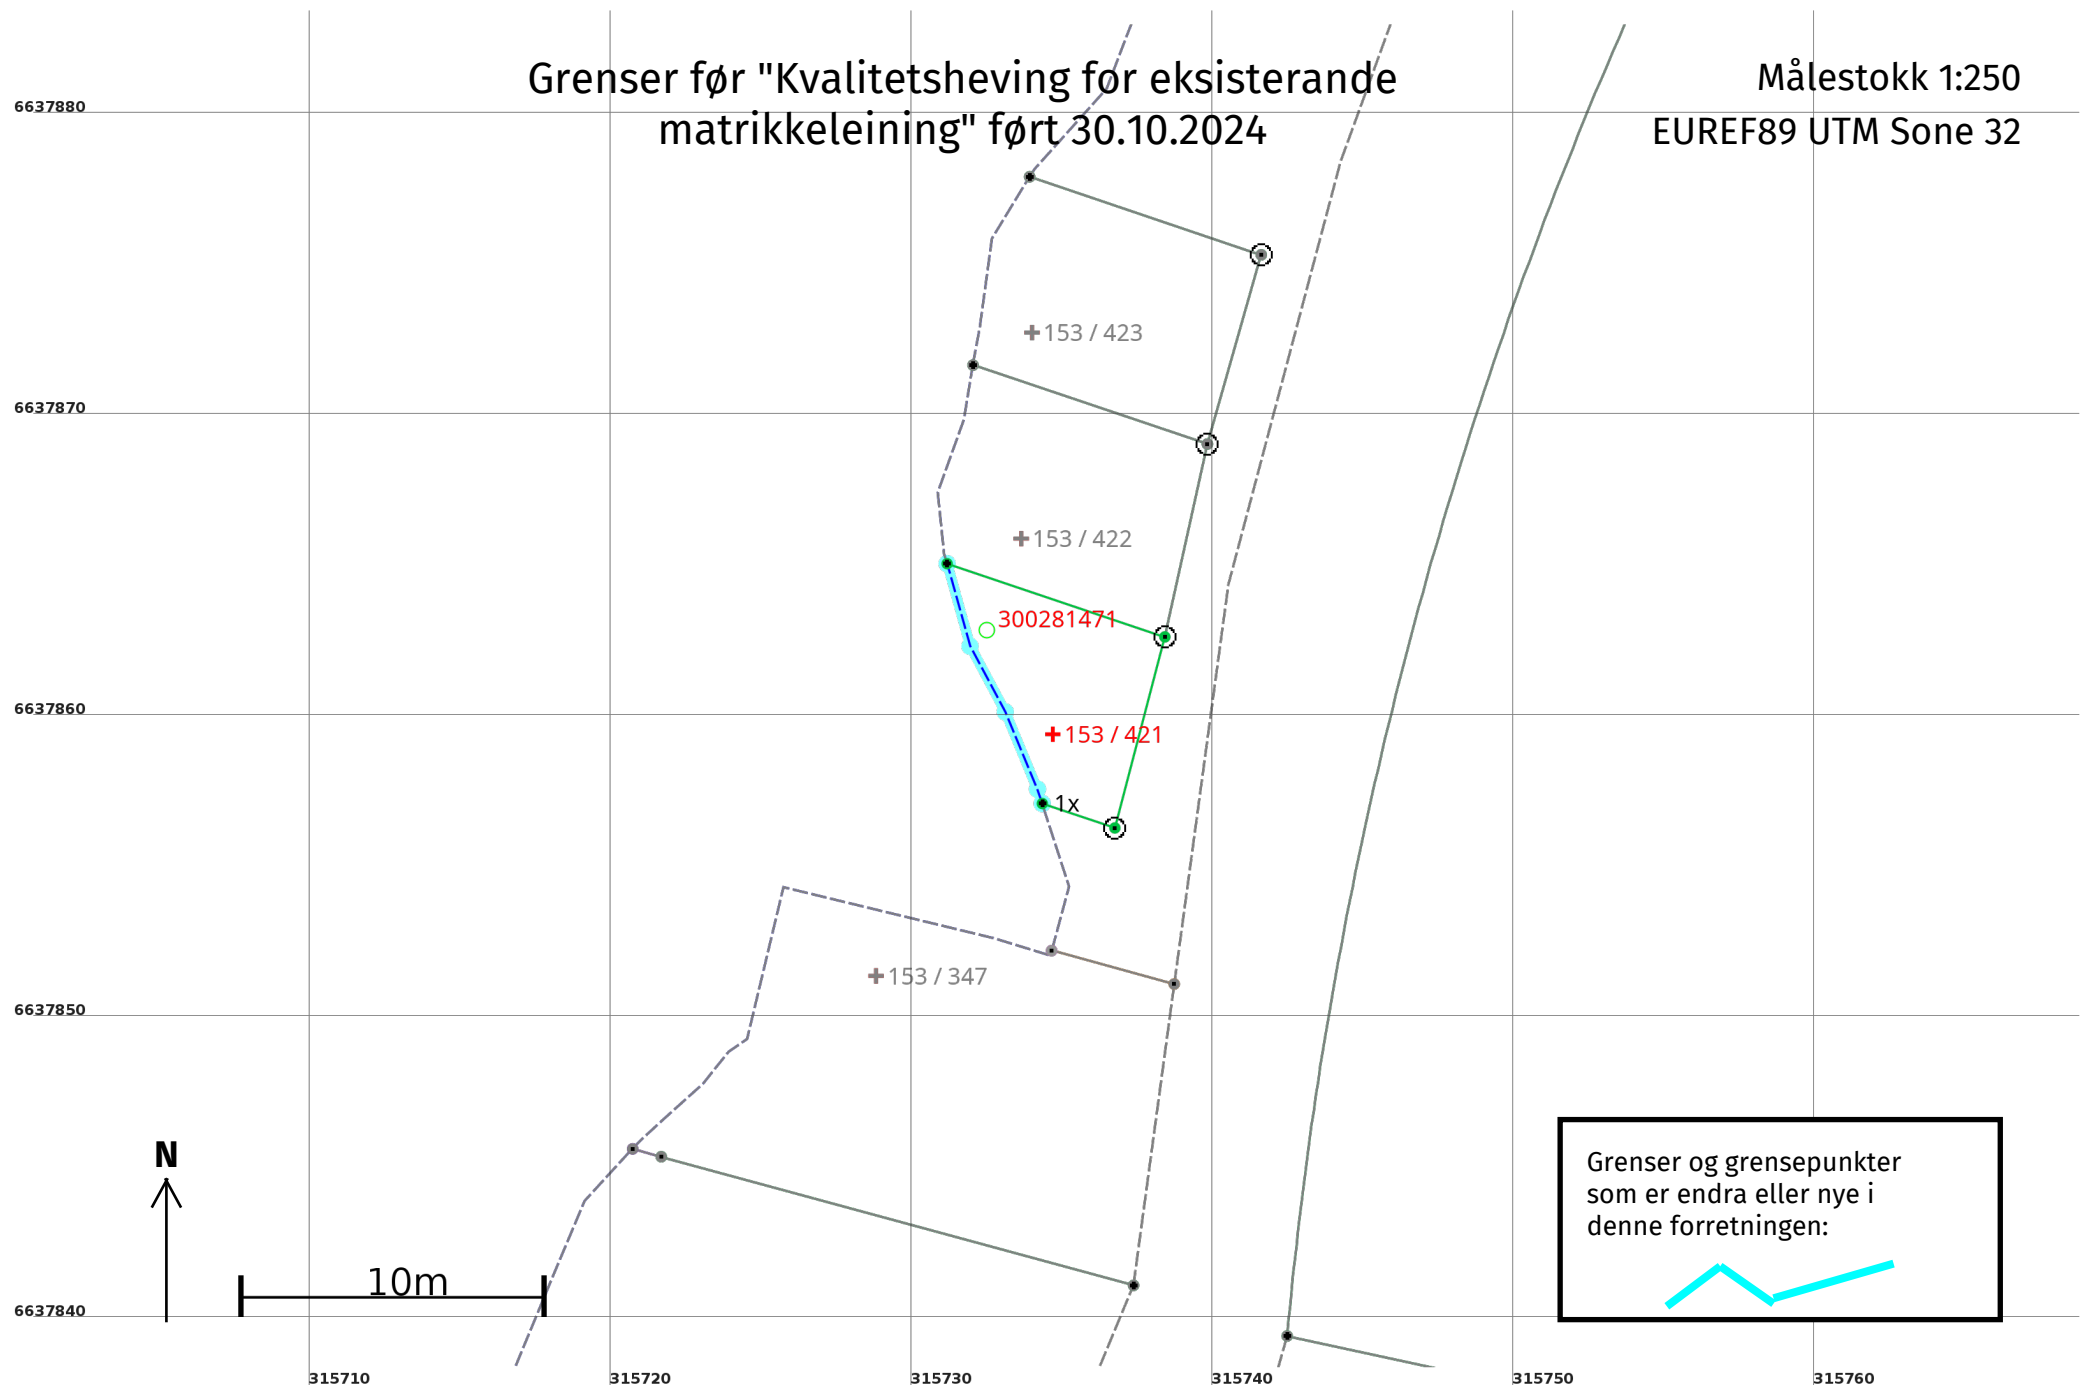 Grenser før "Kvalitetsheving for eksisterande
matrikkeleining" ført 30.10.2024
Målestokk 1:250
EUREF89 UTM Sone 32
6637880
153 / 423
6637870
153 / 422
300281471
6637860
153 / 421
1x
153 / 347
6637850
N
Grenser og grensepunkter
som er endra eller nye i
denne forretningen:
10m
6637840
315710
315720
315730
315740
315750
315760